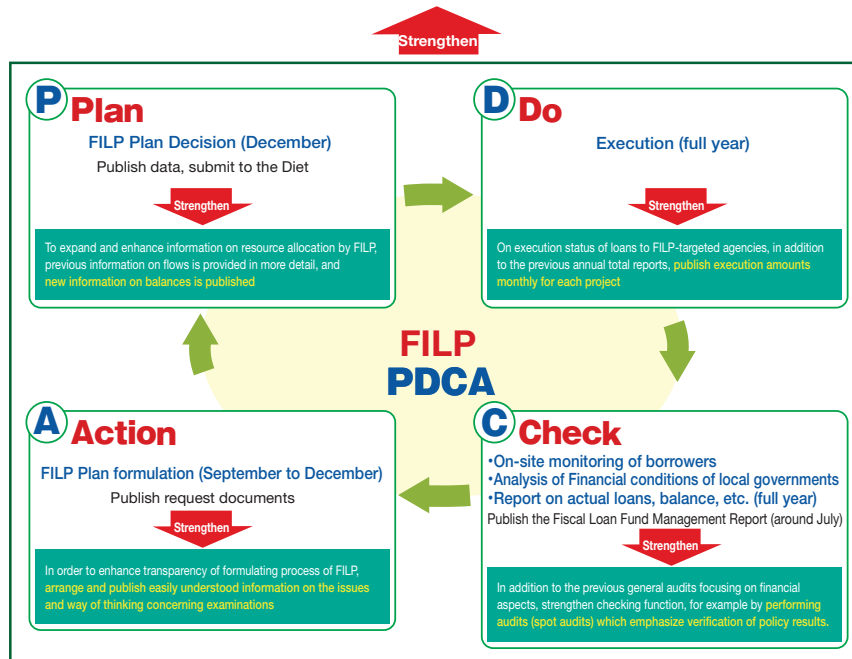 Strengthen
P Plan
FILP Plan Decision (December)
Publish data, submit to the Diet
Strengthen
To expand and enhance information on resource allocation by FILP,
previous information on flows is provided in more detail, and
new information on balances is published
D Do
Execution (full year)
Strengthen
On execution status of loans to FILP-targeted agencies, in addition
to the previous annual total reports, publish execution amounts
monthly for each project
FILP
PDCA
A Action
FILP Plan formulation (September to December)
Publish request documents
Strengthen
In order to enhance transparency of formulating process of FILP,
arrange and publish easily understood information on the issues
and way of thinking concerning examinations
C Check
•On-site monitoring of borrowers
•Analysis of Financial conditions of local governments
•Report on actual loans, balance, etc. (full year)
Publish the Fiscal Loan Fund Management Report (around July)
Strengthen
In addition to the previous general audits focusing on financial
aspects, strengthen checking function, for example by performing
audits (spot audits) which emphasize verification of policy results.